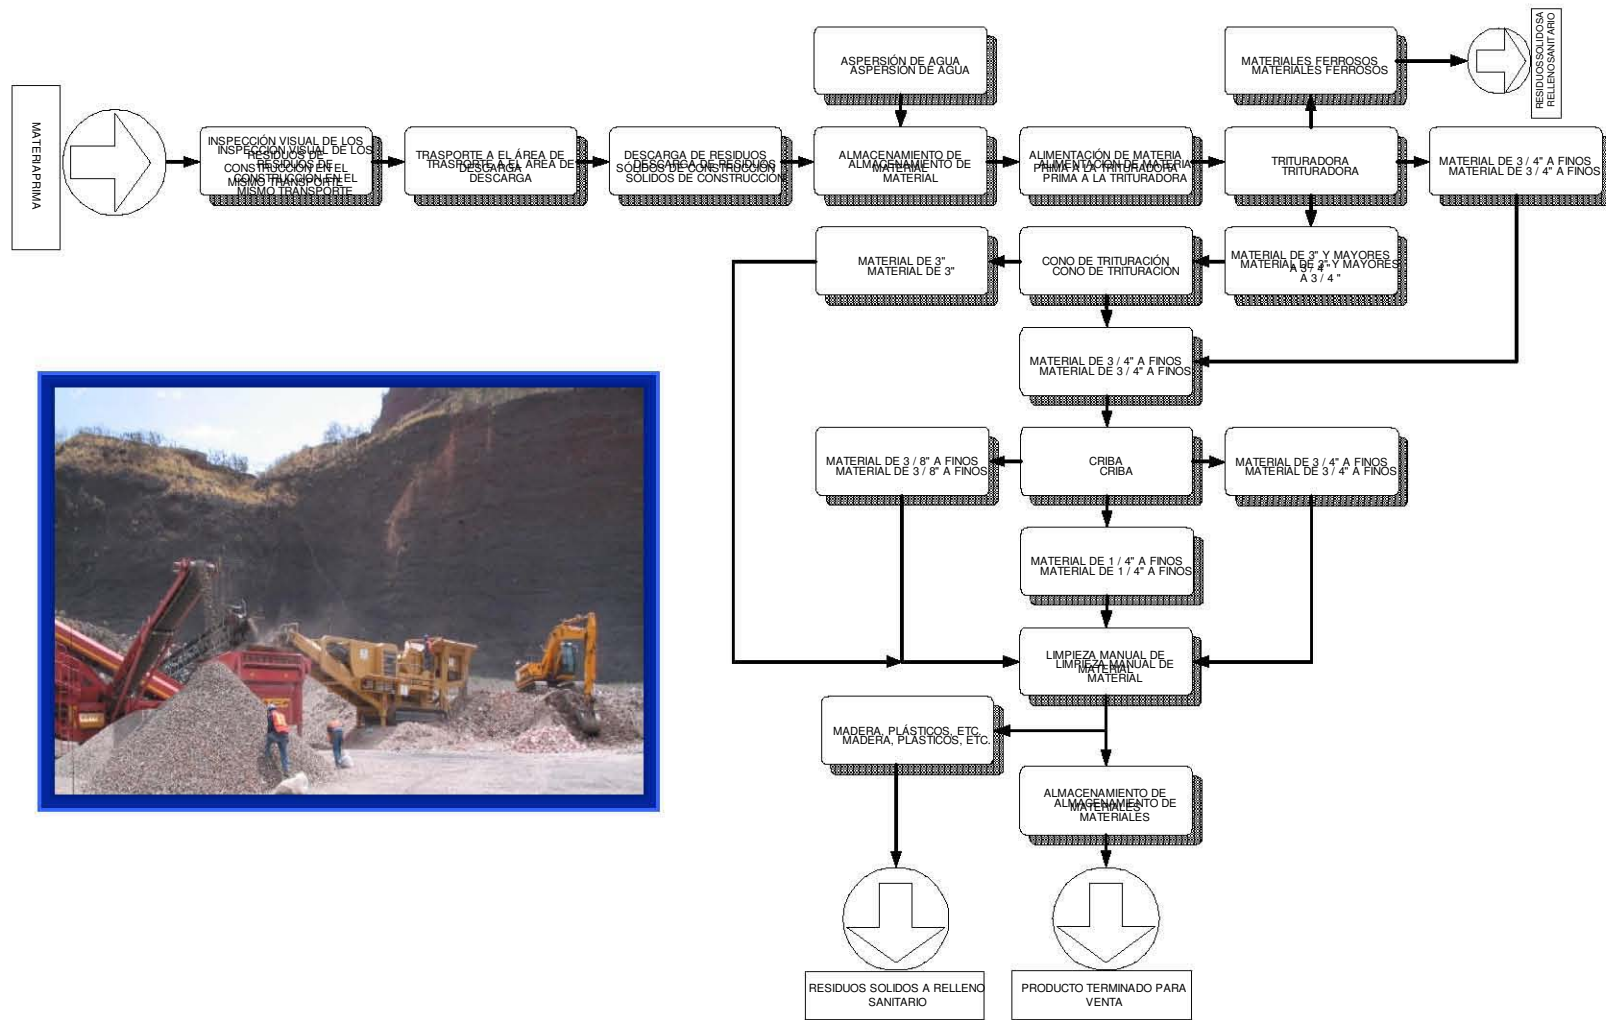 MATERIA PRIMA
INSPECCIÓN VISUAL DE LOS
RESIDUOS DE
CONSTRUCCIÓN EN EL
MISMO TRANSPORTE
TRASPORTE A EL ÁREA DE
DESCARGA
DESCARGA DE RESIDUOS
SOLIDOS DE CONSTRUCCIÓN
ASPERSIÓN DE AGUA
ALMACENAMIENTO DE
MATERIAL
ALIMENTACIÓN DE MATERIA
PRIMA A LA TRITURADORA
MATERIALES FERROSOS
RESIDUOS SOLIDOS A
RELLENO SANITARIO
TRITURADORA
MATERIAL DE 3 / 4" A FINOS
MATERIAL DE 3" Y MAYORES
A 3 / 4 "
CONO DE TRITURACIÓN
MATERIAL DE 3"
MATERIAL DE 3 / 4" A FINOS
MATERIAL DE 3 / 8" A FINOS
CRIBA
MATERIAL DE 3 / 4" A FINOS
MATERIAL DE 1 / 4" A FINOS
LIMPIEZA MANUAL DE
MATERIAL
MADERA, PLÁSTICOS, ETC.
ALMACENAMIENTO DE
MATERIALES
RESIDUOS SOLIDOS A RELLENO
SANITARIO
PRODUCTO TERMINADO PARA
VENTA